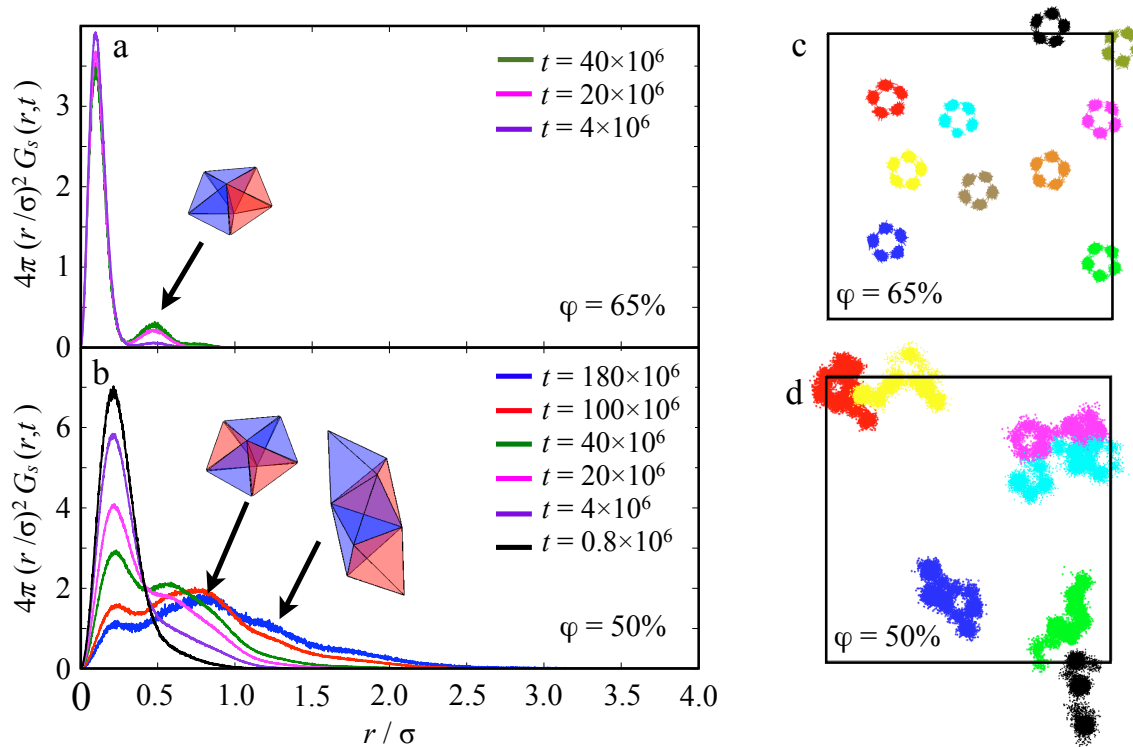 a
4π (r/σ)² Gₛ(r,t)
3
2
1
0
t = 40×10⁶
t = 20×10⁶
t = 4×10⁶
φ = 65%
b
4π (r/σ)² Gₛ(r,t)
6
4
2
0
t = 180×10⁶
t = 100×10⁶
t = 40×10⁶
t = 20×10⁶
t = 4×10⁶
t = 0.8×10⁶
φ = 50%
0 0.5 1.0 1.5 2.0 2.5 3.0 3.5 4.0
r / σ
c
φ = 65%
d
φ = 50%